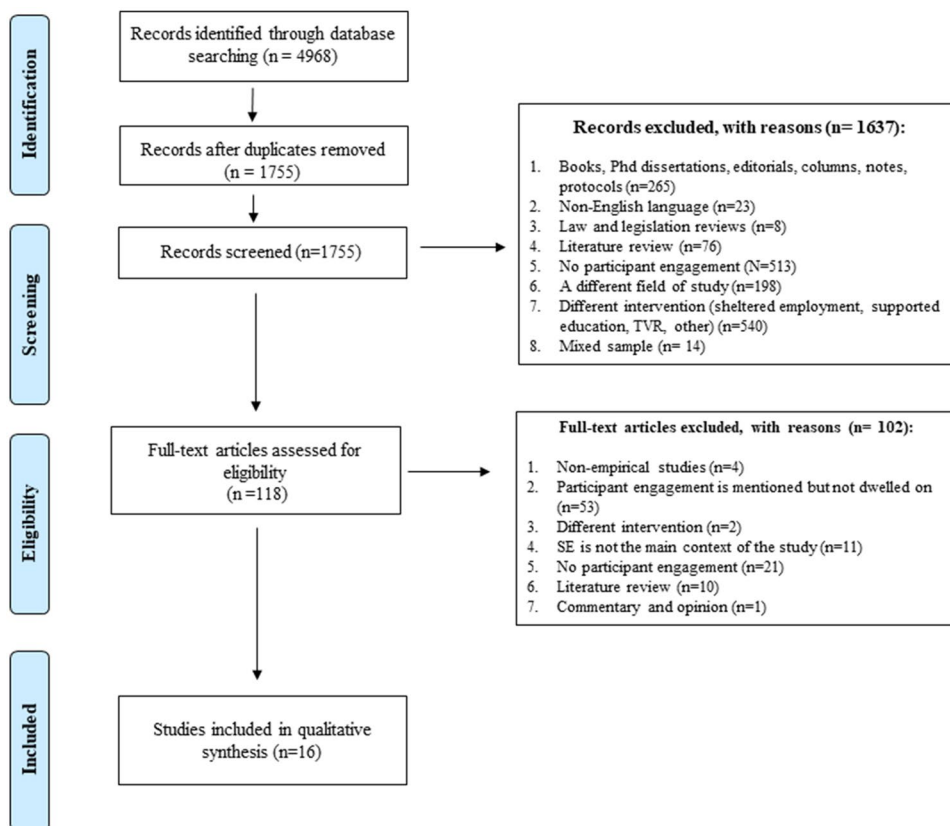 Identification
Records identified through database
searching (n = 4968)
Records after duplicates removed
(n = 1755)
Screening
Records screened (n=1755)
Records excluded, with reasons (n= 1637):
1. Books, Phd dissertations, editorials, columns, notes,
protocols (n=265)
2. Non-English language (n=23)
3. Law and legislation reviews (n=8)
4. Literature review (n=76)
5. No participant engagement (N=513)
6. A different field of study (n=198)
7. Different intervention (sheltered employment, supported
education, TVR, other) (n=540)
8. Mixed sample (n= 14)
Eligibility
Full-text articles assessed for
eligibility
(n =118)
Full-text articles excluded, with reasons (n= 102):
1. Non-empirical studies (n=4)
2. Participant engagement is mentioned but not dwelled on
(n=53)
3. Different intervention (n=2)
4. SE is not the main context of the study (n=11)
5. No participant engagement (n=21)
6. Literature review (n=10)
7. Commentary and opinion (n=1)
Included
Studies included in qualitative
synthesis (n=16)